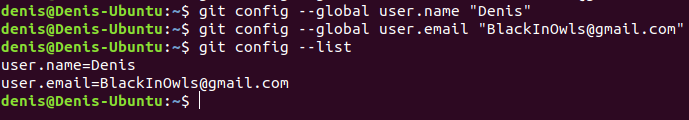 denis@Denis-Ubuntu:~$ git config --global user.name "Denis"
denis@Denis-Ubuntu:~$ git config --global user.email "BlackInOwls@gmail.com"
denis@Denis-Ubuntu:~$ git config --list
user.name=Denis
user.email=BlackInOwls@gmail.com
denis@Denis-Ubuntu:~$